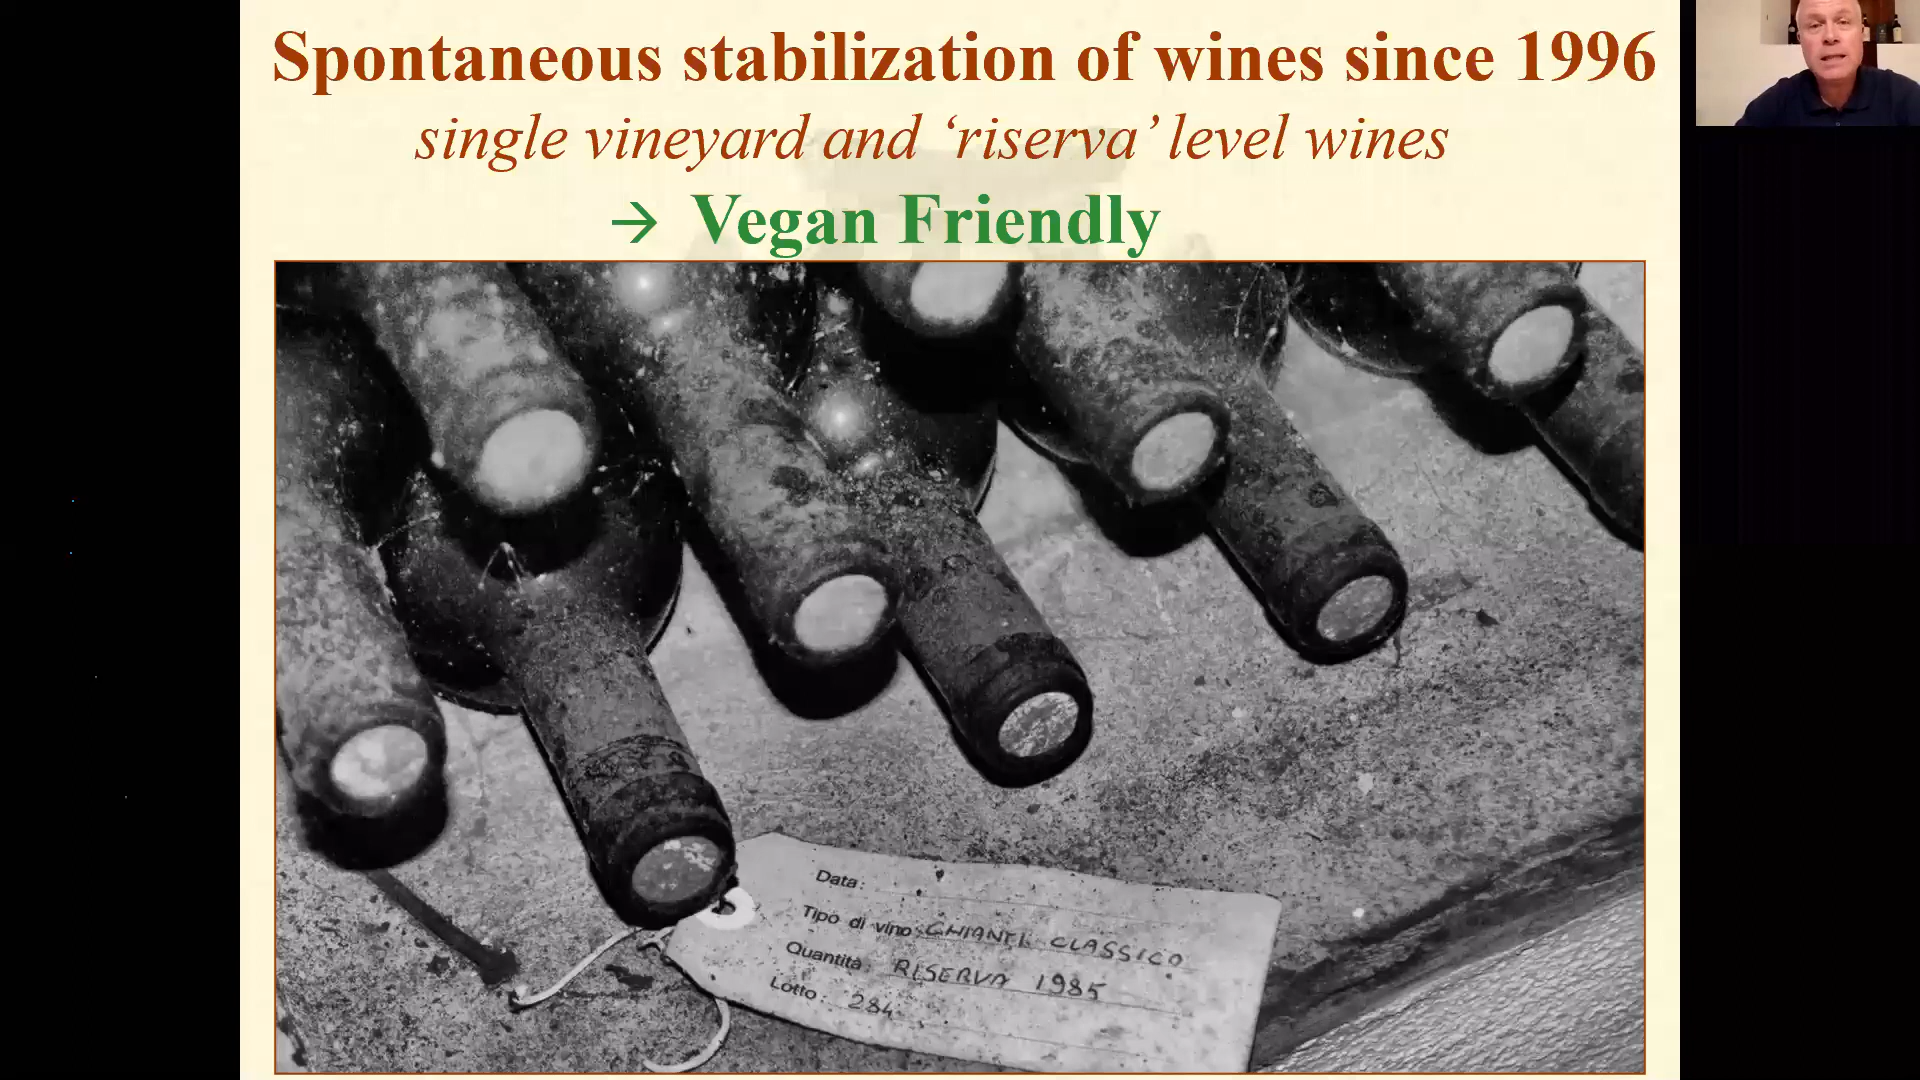 Spontaneous stabilization of wines since 1996
single vineyard and ‘riserva’ level wines
→ Vegan Friendly
Data:
Tipo di vino: CHIANTI CLASSICO
Quantità: RISERVA 1985
Lotto: 284